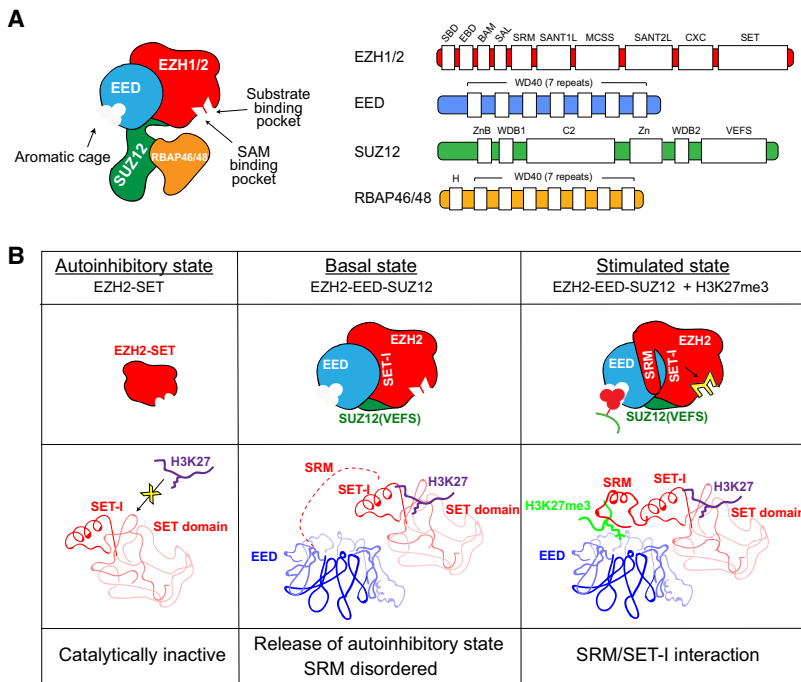 A
EZH1/2
EED
SUZ12
RBAP46/48
Aromatic cage
Substrate
binding
pocket
SAM
binding
pocket
SBD EBD BAM SAL SRM SANT1L MCSS SANT2L CXC SET
EZH1/2
WD40 (7 repeats)
EED
ZnB WDB1 C2 Zn WDB2 VEFS
SUZ12
H WD40 (7 repeats)
RBAP46/48
B
Autoinhibitory state
EZH2-SET
Basal state
EZH2-EED-SUZ12
Stimulated state
EZH2-EED-SUZ12 + H3K27me3
EZH2-SET
EED
SET-I
EZH2
SUZ12(VEFS)
EED
SRM
SET-I
EZH2
SUZ12(VEFS)
H3K27
SET-I
SET domain
SRM
SET-I
H3K27
SET domain
EED
SRM
SET-I
H3K27
H3K27me3
SET domain
EED
Catalytically inactive
Release of autoinhibitory state
SRM disordered
SRM/SET-I interaction